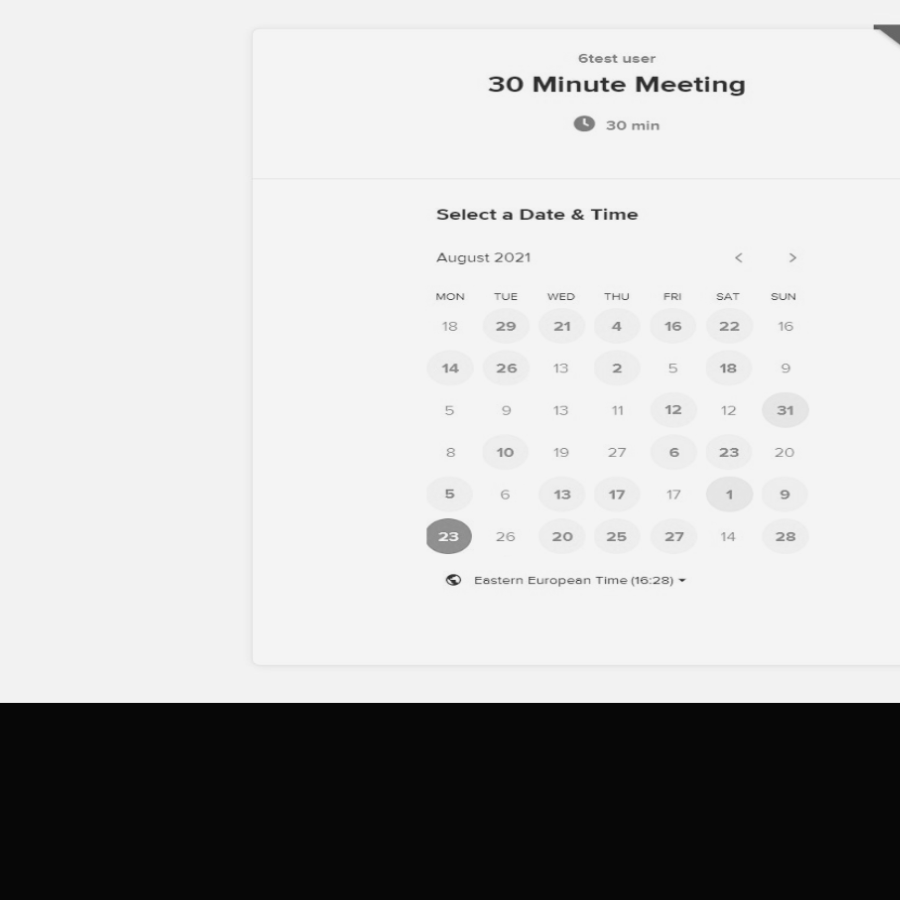 6test user
30 Minute Meeting
30 min
Select a Date & Time
August 2021 < >
MON TUE WED THU FRI SAT SUN
18 29 21 4 16 22 16
14 26 13 2 5 18 9
5 9 13 11 12 12 31
8 10 19 27 6 23 20
5 6 13 17 17 1 9
23 26 20 25 27 14 28
Eastern European Time (16:28)